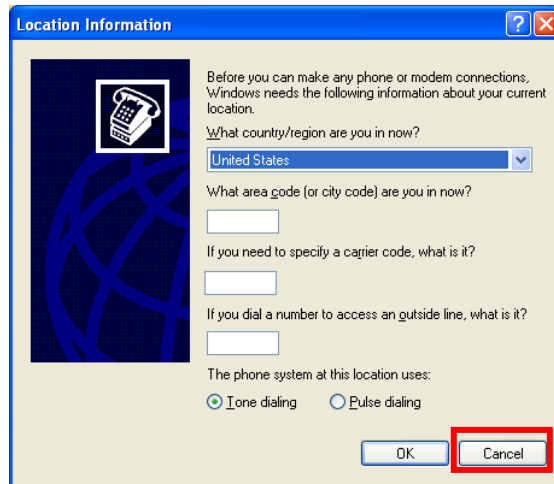 Location Information
Before you can make any phone or modem connections,
Windows needs the following information about your current
location.
What country/region are you in now?
United States
What area code (or city code) are you in now?
If you need to specify a carrier code, what is it?
If you dial a number to access an outside line, what is it?
The phone system at this location uses:
Tone dialing Pulse dialing
OK Cancel